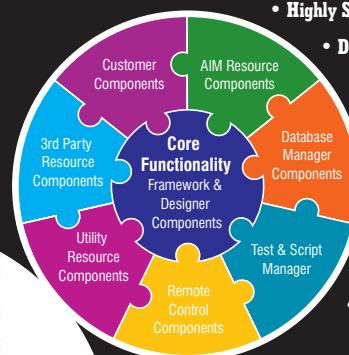 • Highly S
• D
Customer
Components
AIM Resource
Components
3rd Party
Resource
Components
Core
Functionality
Framework &
Designer
Components
Database
Manager
Components
Utility
Resource
Components
Test & Script
Manager
Remote
Control
Components
•